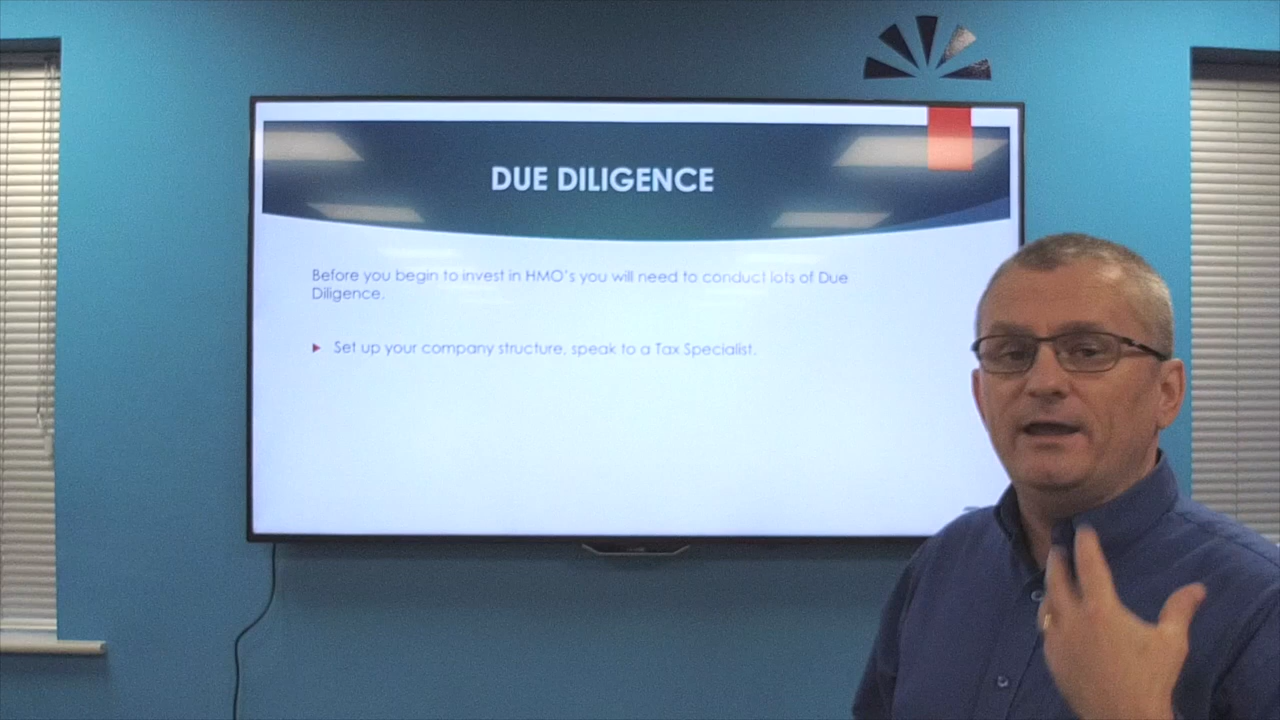 DUE DILIGENCE
Before you begin to invest in HMO's you will need to conduct lots of Due
Diligence.
Set up your company structure, speak to a Tax Specialist.